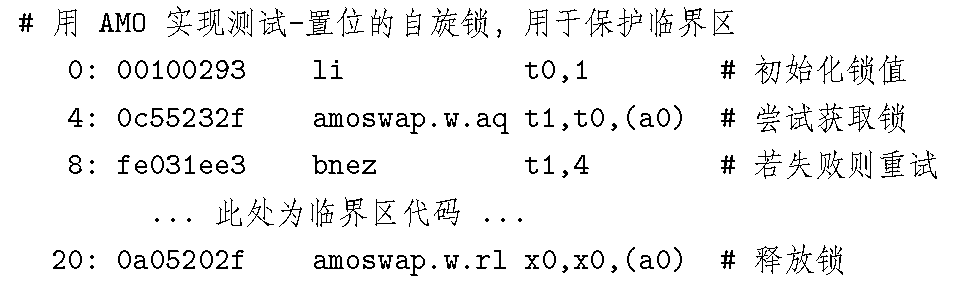 # 用 AMO 实现测试-置位的自旋锁, 用于保护临界区
0: 00100293 li t0,1 # 初始化锁值
4: 0c55232f amoswap.w.aq t1,t0,(a0) # 尝试获取锁
8: fe031ee3 bnez t1,4 # 若失败则重试
... 此处为临界区代码 ...
20: 0a05202f amoswap.w.rl x0,x0,(a0) # 释放锁